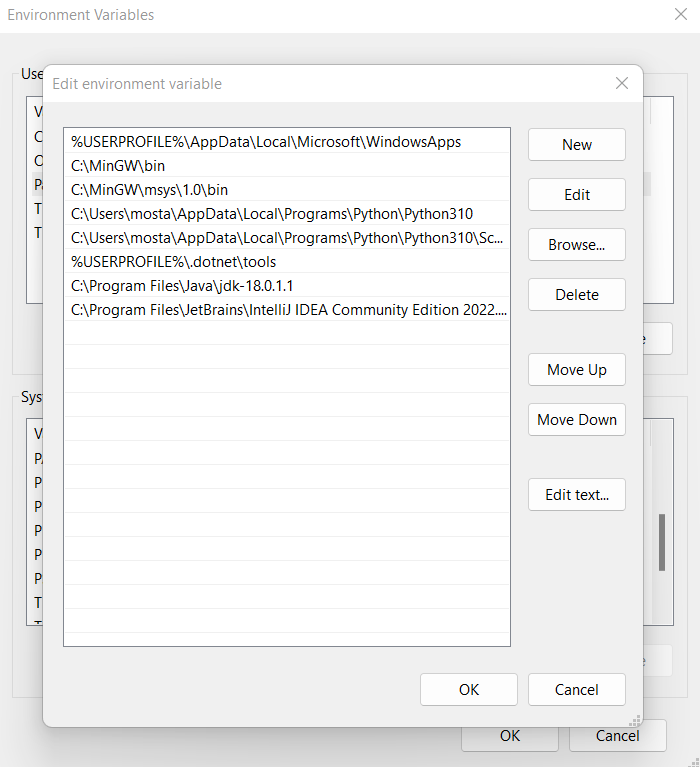 Environment Variables
Use
Edit environment variable
%USERPROFILE%\AppData\Local\Microsoft\WindowsApps
C:\MinGW\bin
C:\MinGW\msys\1.0\bin
C:\Users\mosta\AppData\Local\Programs\Python\Python310
C:\Users\mosta\AppData\Local\Programs\Python\Python310\Sc...
%USERPROFILE%\.dotnet\tools
C:\Program Files\Java\jdk-18.0.1.1
C:\Program Files\JetBrains\IntelliJ IDEA Community Edition 2022....
New
Edit
Browse...
Delete
Move Up
Move Down
Edit text...
OK
Cancel
Sys
OK
Cancel